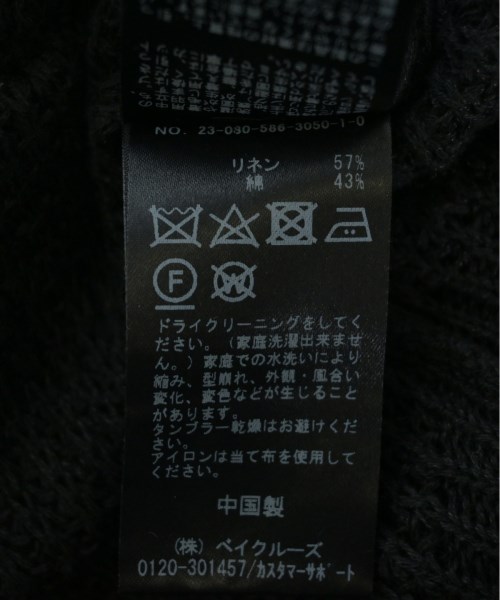 NO. 23-080-586-3050-1-0
リネン 57%
綿 43%
F
W
ドライクリーニングをしてく
ださい。(家庭洗濯出来ませ
ん。)家庭での水洗いにより
縮み、型崩れ、外観・風合い
変化、変色などが生じること
があります。
タンブラー乾燥はお避けくだ
さい。
アイロンは当て布を使用して
ください。
中国製
(株) ベイクルーズ
0120-301457/カスタマーサポート